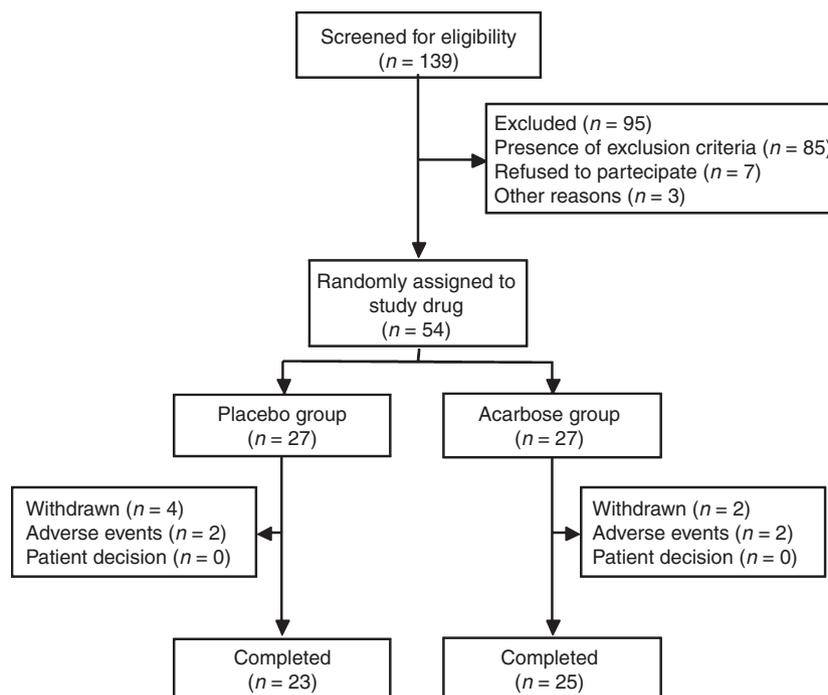 Screened for eligibility
(n = 139)
Excluded (n = 95)
Presence of exclusion criteria (n = 85)
Refused to partecipate (n = 7)
Other reasons (n = 3)
Randomly assigned to
study drug
(n = 54)
Placebo group
(n = 27)
Acarbose group
(n = 27)
Withdrawn (n = 4)
Adverse events (n = 2)
Patient decision (n = 0)
Withdrawn (n = 2)
Adverse events (n = 2)
Patient decision (n = 0)
Completed
(n = 23)
Completed
(n = 25)